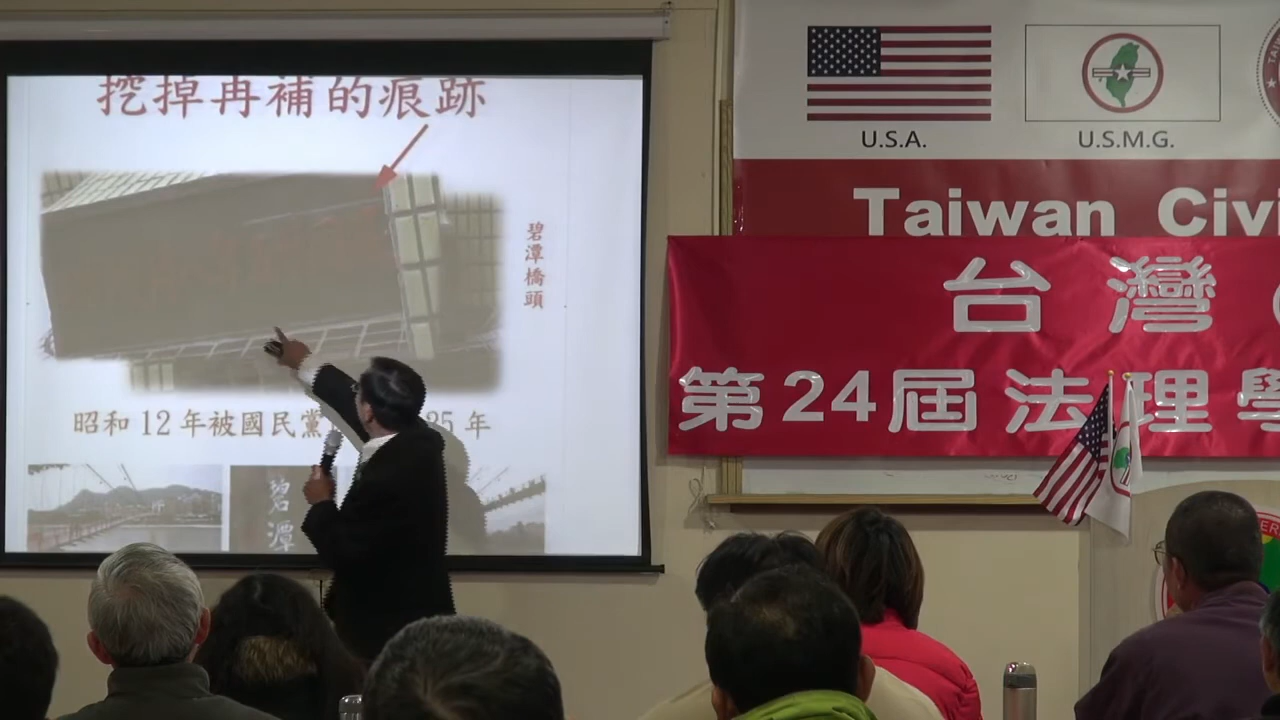 挖掉再補的痕跡
碧潭橋頭
昭和12年被國民黨
25年
碧潭
U.S.A.
U.S.M.G.
Taiwan Civi
台灣
第24屆法理學